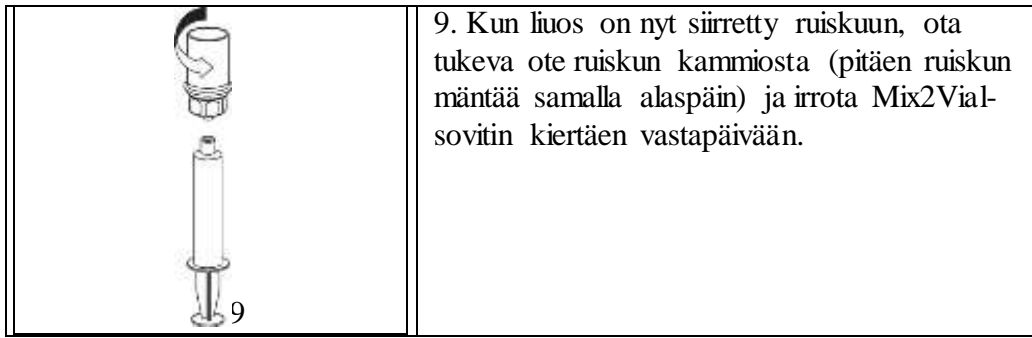 9
9. Kun liuos on nyt siirretty ruiskuun, ota
tukeva ote ruiskun kammiosta (pitäen ruiskun
mäntää samalla alaspäin) ja irrota Mix2Vial-
sovitin kiertäen vastapäivään.